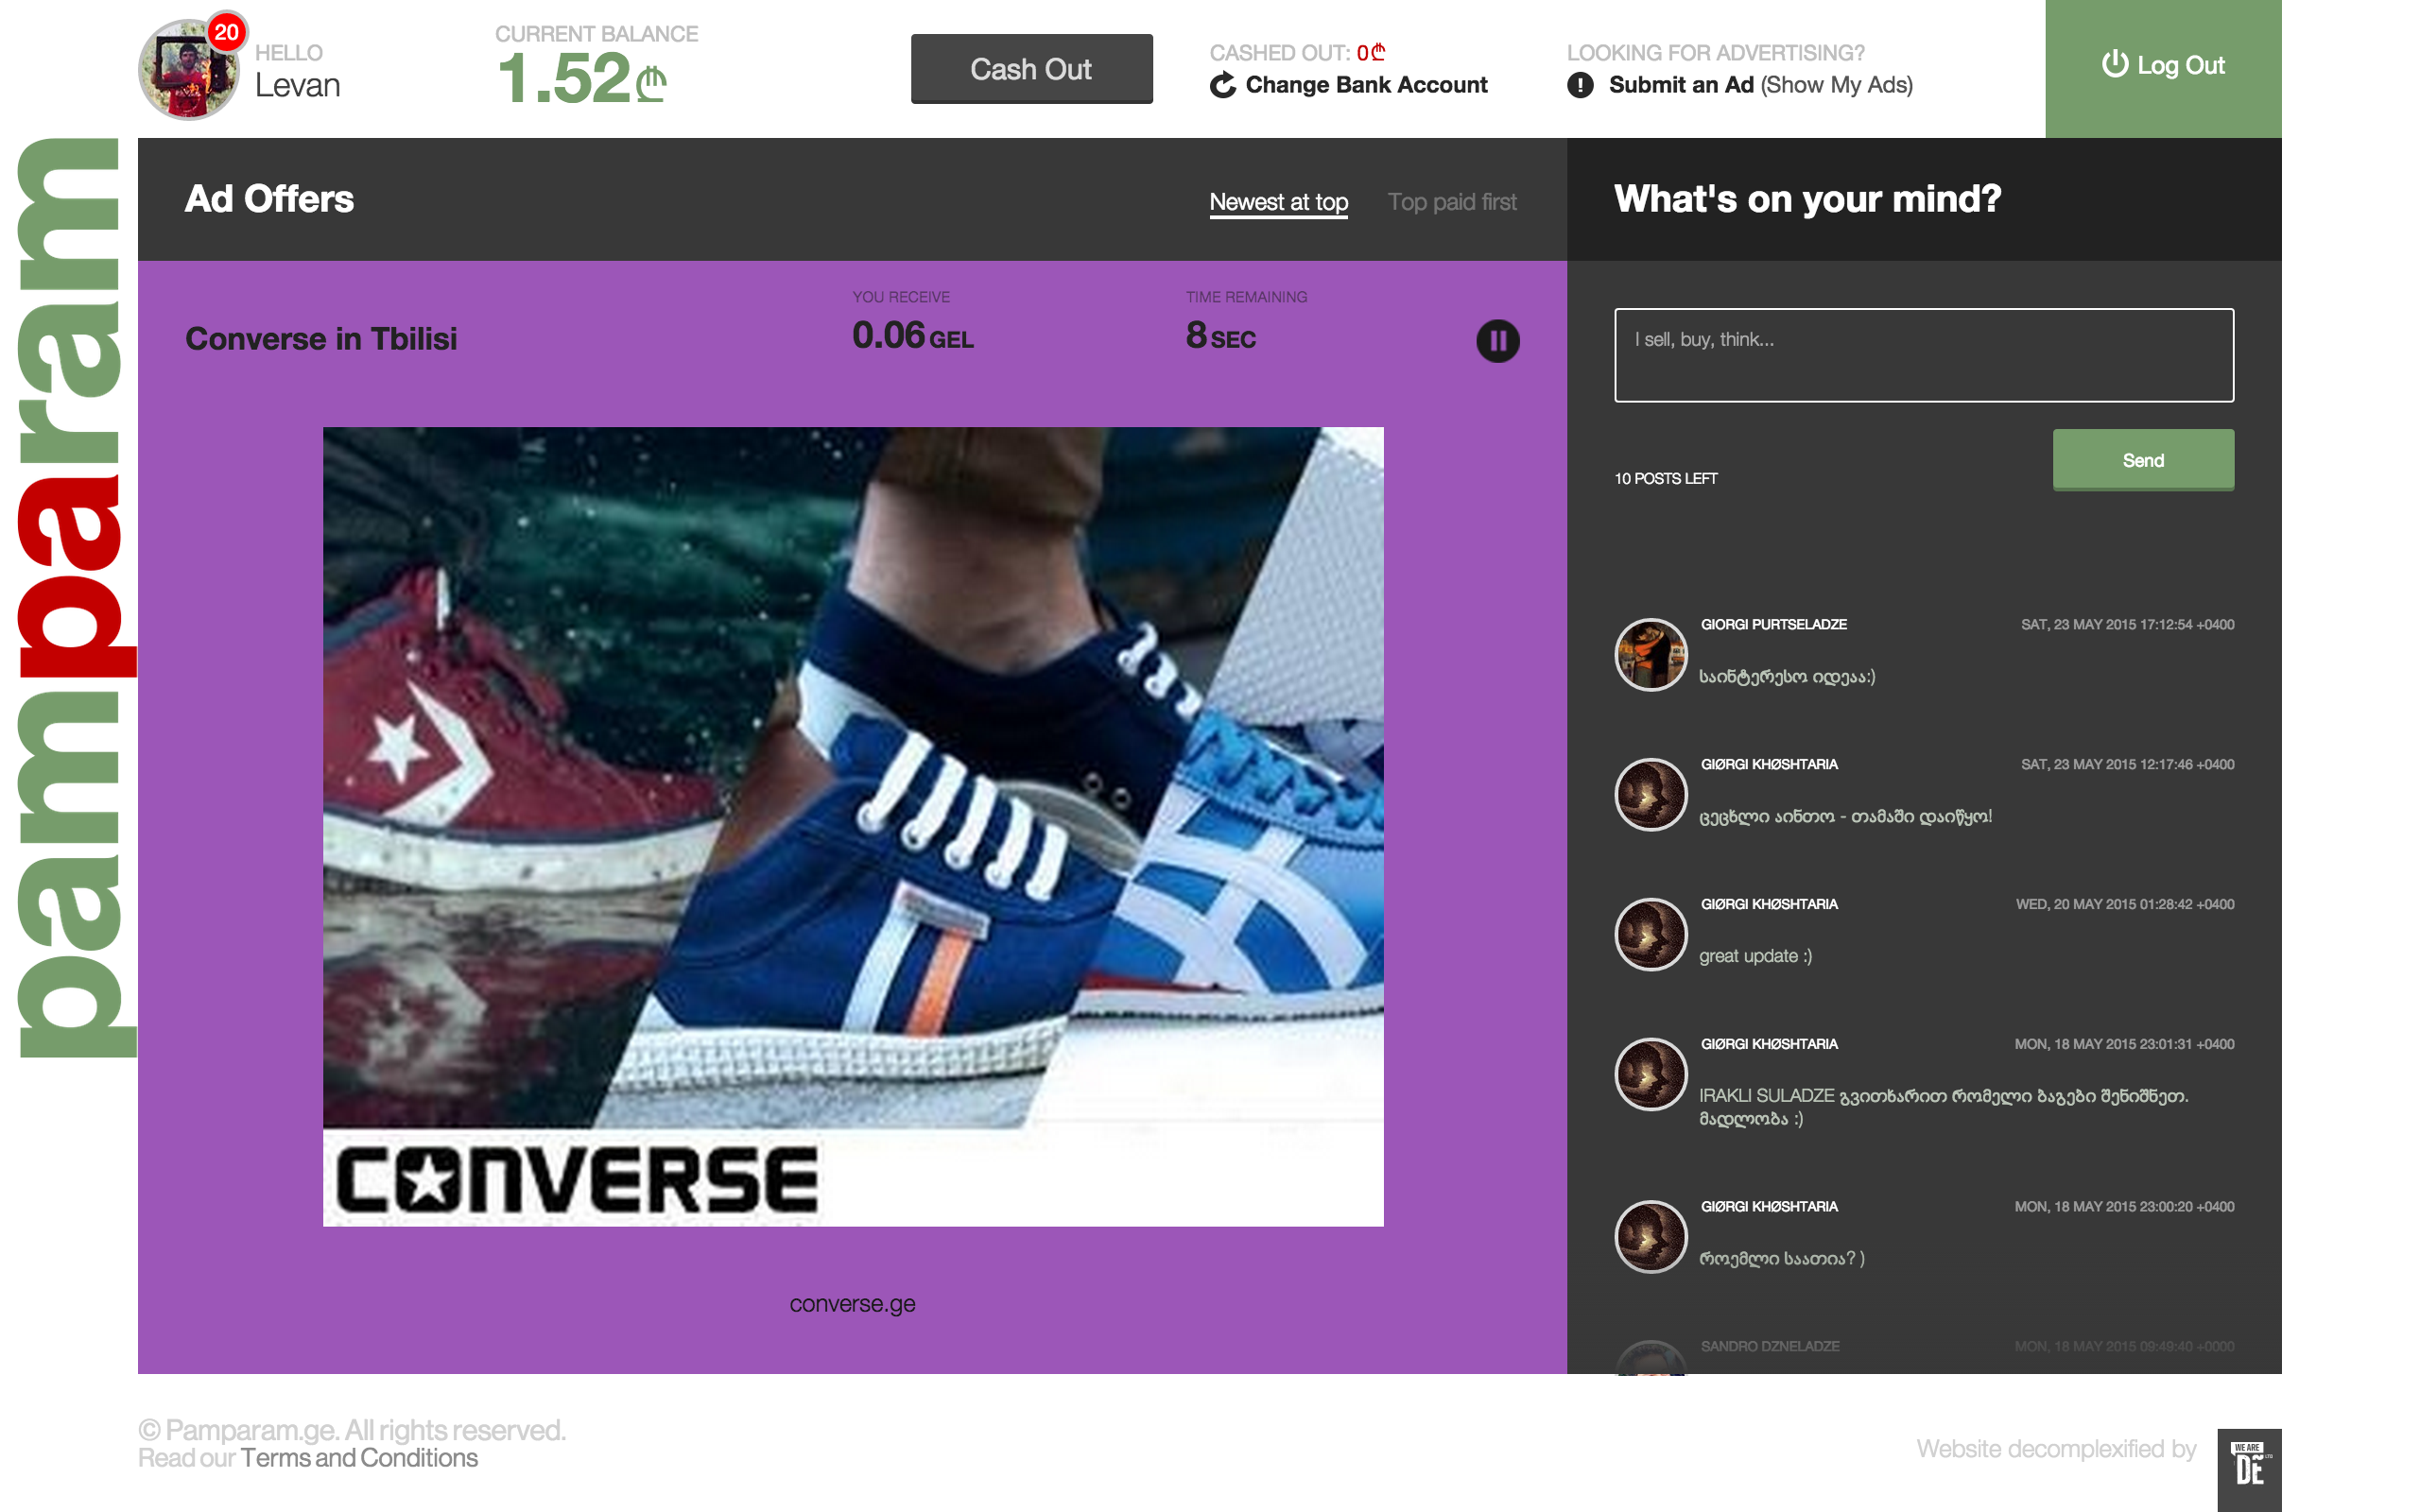 20
HELLO
Levan
CURRENT BALANCE
1.52₾
Cash Out
CASHED OUT: 0₾
Change Bank Account
LOOKING FOR ADVERTISING?
Submit an Ad (Show My Ads)
Log Out
pamparam
Ad Offers
Newest at top
Top paid first
Converse in Tbilisi
YOU RECEIVE
0.06 GEL
TIME REMAINING
8 SEC
CONVERSE
converse.ge
What's on your mind?
I sell, buy, think...
10 POSTS LEFT
Send
GIORGI PURTSELADZE
SAT, 23 MAY 2015 17:12:54 +0400
საინტერესო იდეაა:)
GIØRGI KHØSHTARIA
SAT, 23 MAY 2015 12:17:46 +0400
ცეცხლი აინთო - თამაში დაიწყო!
GIØRGI KHØSHTARIA
WED, 20 MAY 2015 01:28:42 +0400
great update :)
GIØRGI KHØSHTARIA
MON, 18 MAY 2015 23:01:31 +0400
IRAKLI SULADZE გვითხარით რომელი ბაგები შენიშნეთ.
მადლობა :)
GIØRGI KHØSHTARIA
MON, 18 MAY 2015 23:00:20 +0400
როემლი საათია? )
SANDRO DZNELADZE
MON, 18 MAY 2015 09:49:40 +0000
© Pamparam.ge. All rights reserved.
Read our Terms and Conditions
Website decomplexified by
WE ARE
DE
LTD